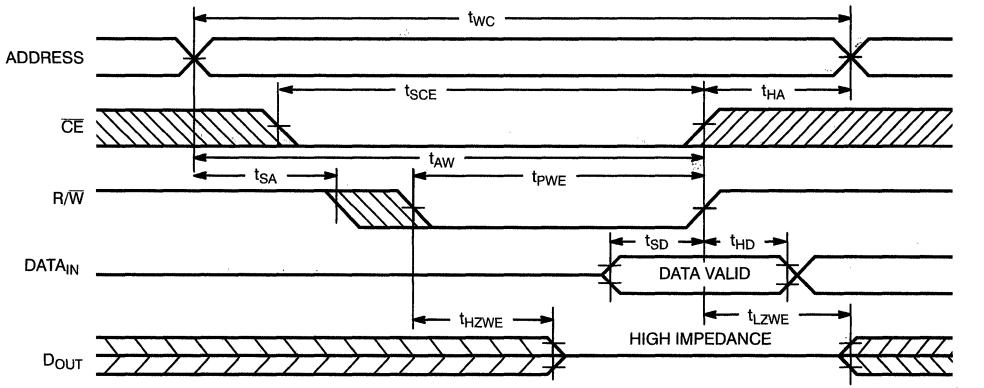 tWC
ADDRESS
tSCE
tHA
CE
tAW
tSA
tPWE
R/W
tSD
tHD
DATAIN
DATA VALID
tHZWE
tLZWE
HIGH IMPEDANCE
DOUT